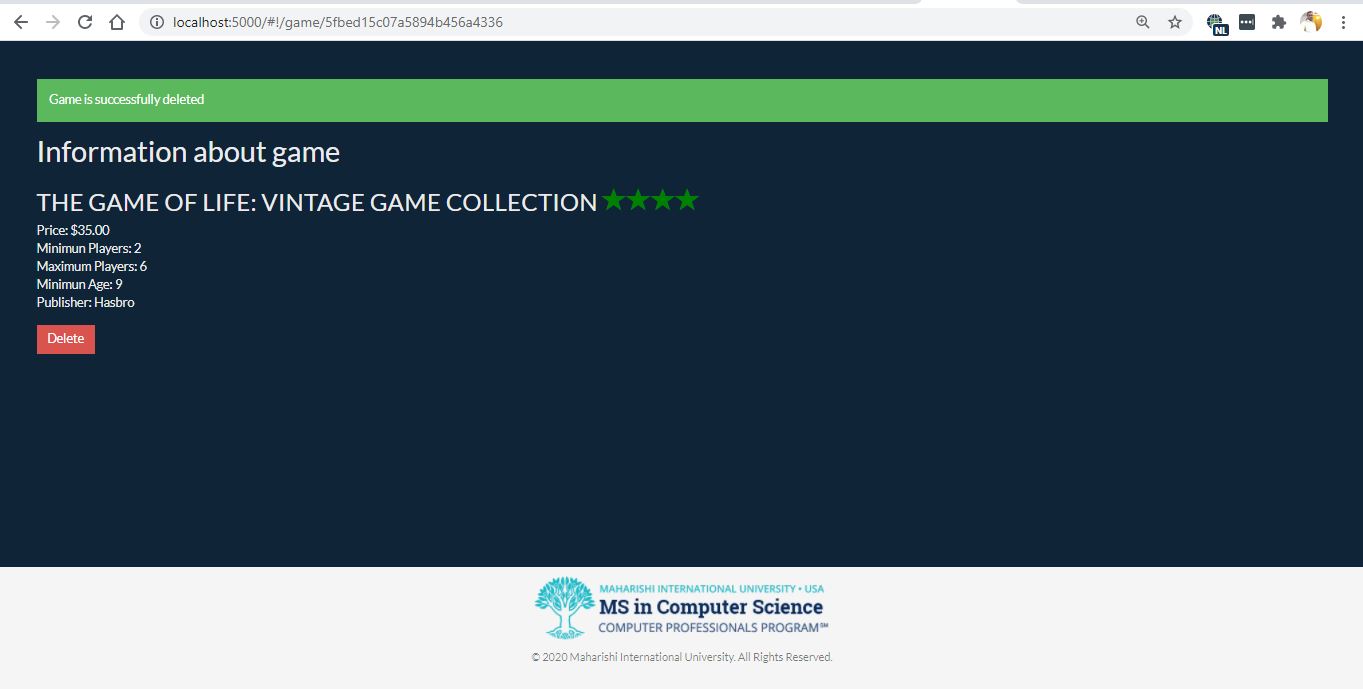 localhost:5000/#!/game/5fbed15c07a5894b456a4336
NL
Game is successfully deleted
Information about game
THE GAME OF LIFE: VINTAGE GAME COLLECTION ★★★★
Price: $35.00
Minimun Players: 2
Maximum Players: 6
Minimun Age: 9
Publisher: Hasbro
Delete
MAHARISHI INTERNATIONAL UNIVERSITY • USA
MS in Computer Science
COMPUTER PROFESSIONALS PROGRAM℠
© 2020 Maharishi International University. All Rights Reserved.